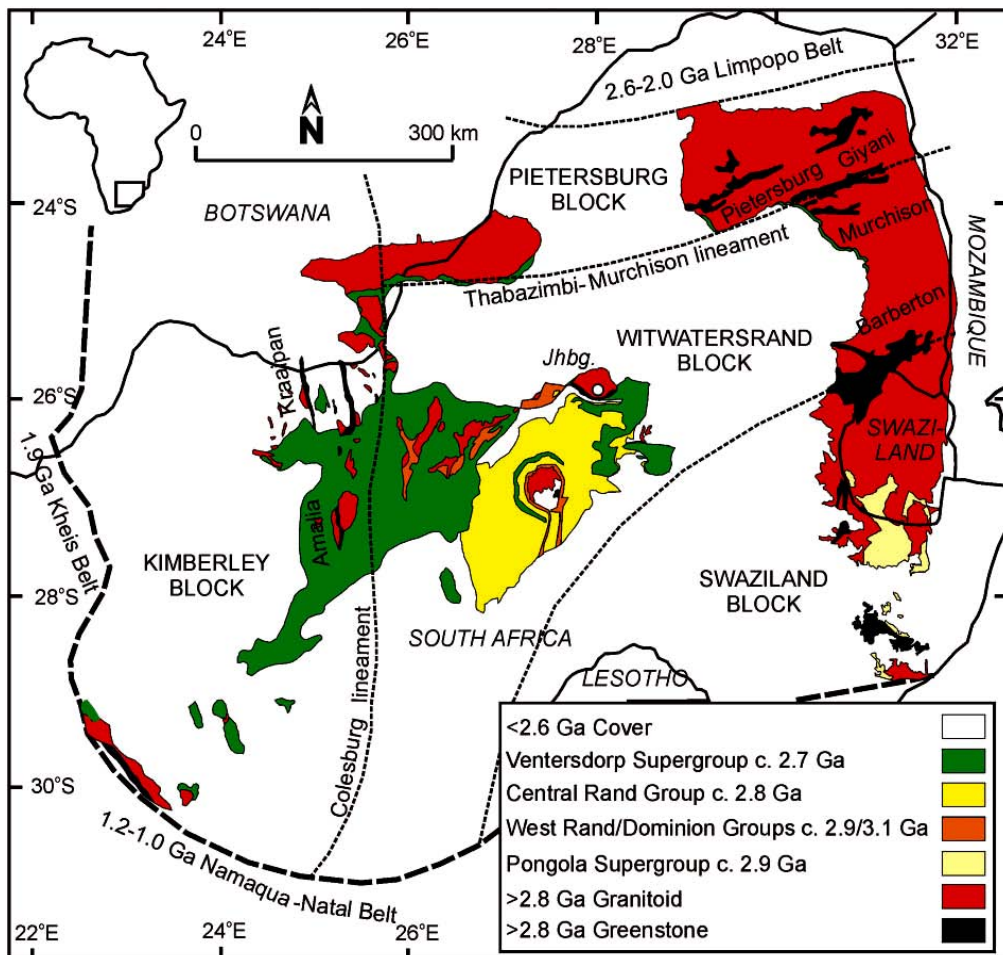 24°E
26°E
28°E
30°E
32°E
2.6-2.0 Ga Limpopo Belt
N
0
300 km
PIETERSBURG
BLOCK
Giyani
Pietersburg
Murchison
24°S
24°S
BOTSWANA
Thabazimbi-Murchison lineament
MOZAMBIQUE
WITWATERSRAND
BLOCK
Barberton
Jhbg.
Kraaipan
26°S
26°S
SWAZI-
LAND
1.9 Ga Kheis Belt
Amalia
KIMBERLEY
BLOCK
SWAZILAND
BLOCK
28°S
28°S
SOUTH AFRICA
Colesburg lineament
LESOTHO
30°S
1.2-1.0 Ga Namaqua-Natal Belt
22°E
24°E
26°E
<2.6 Ga Cover
Ventersdorp Supergroup c. 2.7 Ga
Central Rand Group c. 2.8 Ga
West Rand/Dominion Groups c. 2.9/3.1 Ga
Pongola Supergroup c. 2.9 Ga
>2.8 Ga Granitoid
>2.8 Ga Greenstone